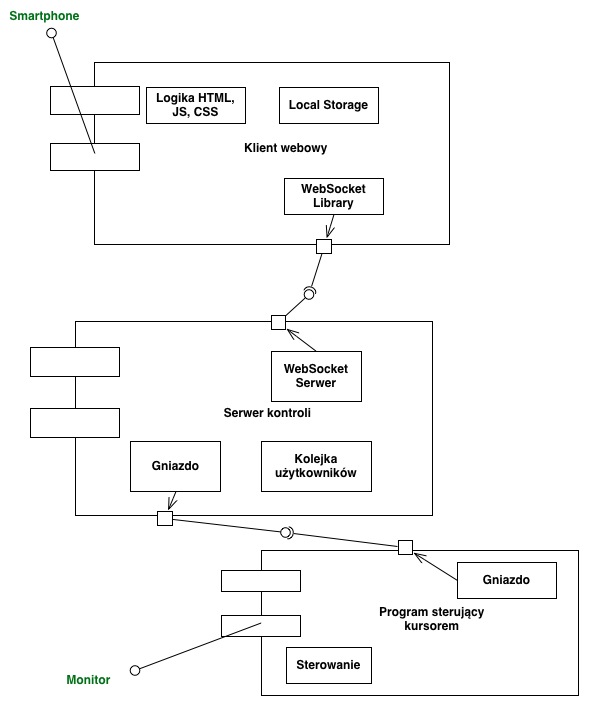 Smartphone
Logika HTML,
JS, CSS
Local Storage
Klient webowy
WebSocket
Library
WebSocket
Serwer
Serwer kontroli
Gniazdo
Kolejka
użytkowników
Gniazdo
Program sterujący
kursorem
Sterowanie
Monitor